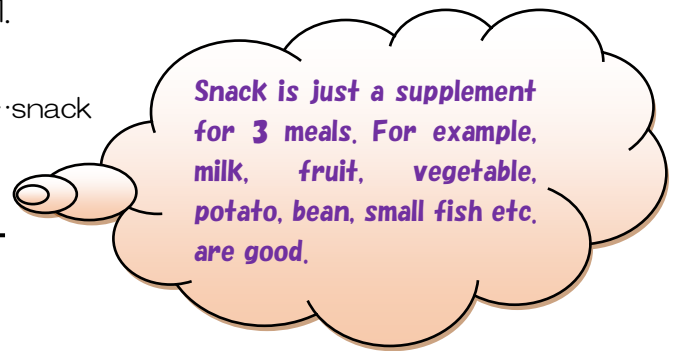 .
·snack
Snack is just a supplement
for 3 meals. For example,
milk, fruit, vegetable,
potato, bean, small fish etc.
are good.